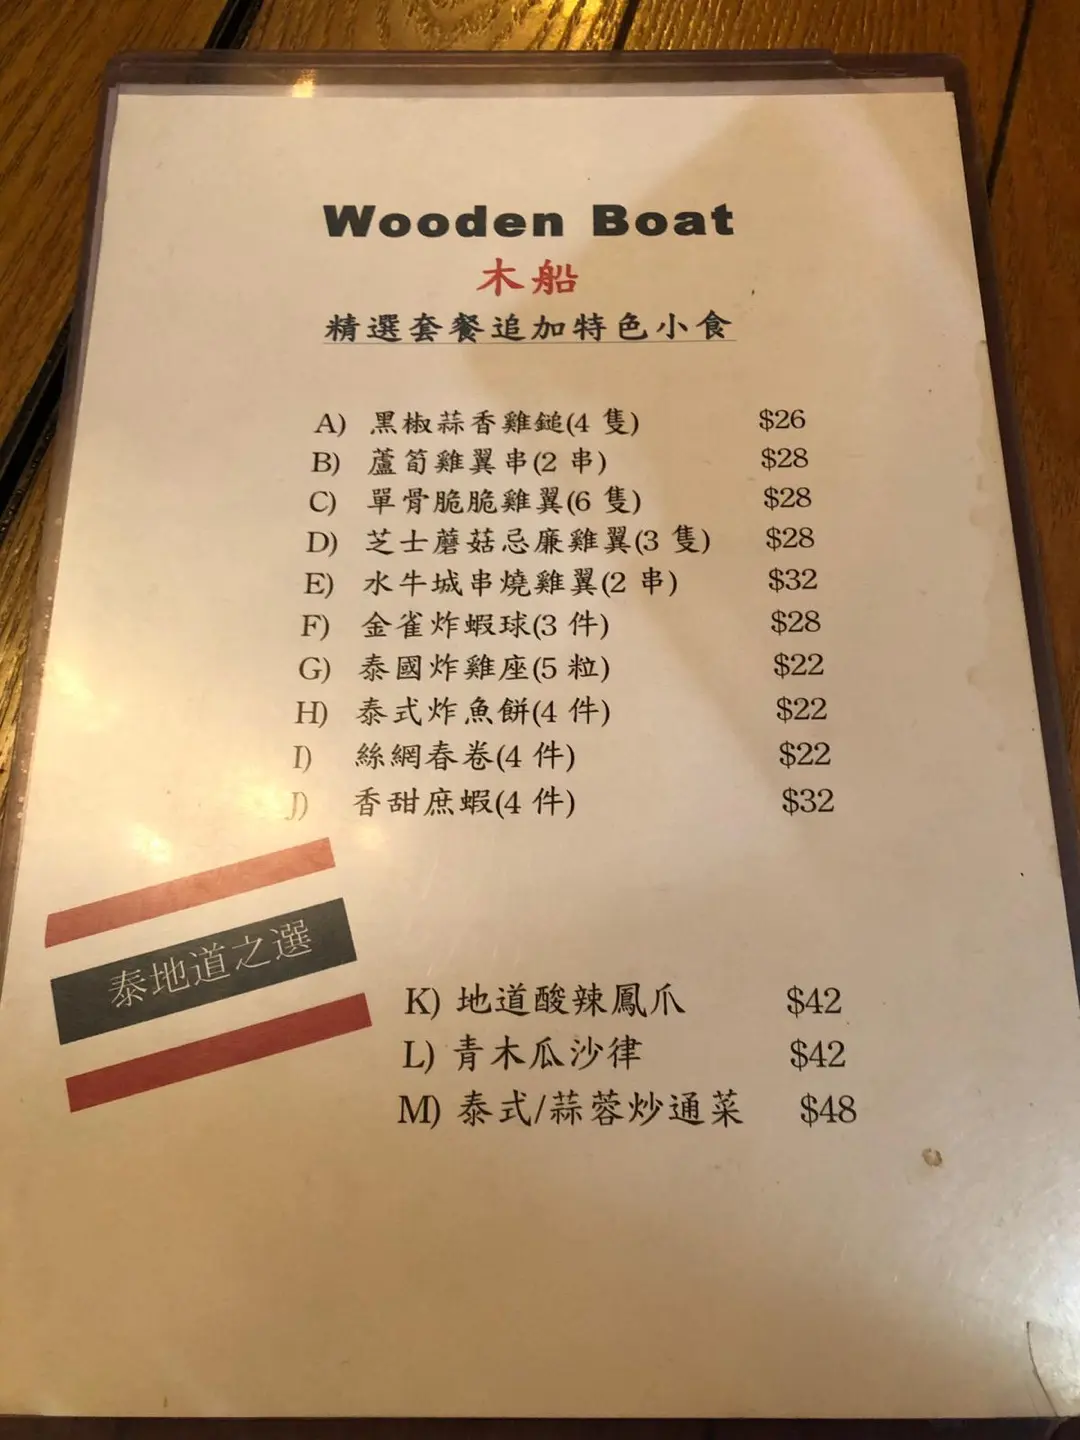 Wooden Boat
木船
精選套餐追加特色小食
A) 黑椒蒜香雞鎚(4 隻) $26
B) 蘆筍雞翼串(2 串) $28
C) 單骨脆脆雞翼(6 隻) $28
D) 芝士蘑菇忌廉雞翼(3 隻) $28
E) 水牛城串燒雞翼(2 串) $32
F) 金雀炸蝦球(3 件) $28
G) 泰國炸雞座(5 粒) $22
H) 泰式炸魚餅(4 件) $22
I) 絲網春卷(4 件) $22
J) 香甜庶蝦(4 件) $32
泰地道之選
K) 地道酸辣鳳爪 $42
L) 青木瓜沙律 $42
M) 泰式/蒜蓉炒通菜 $48